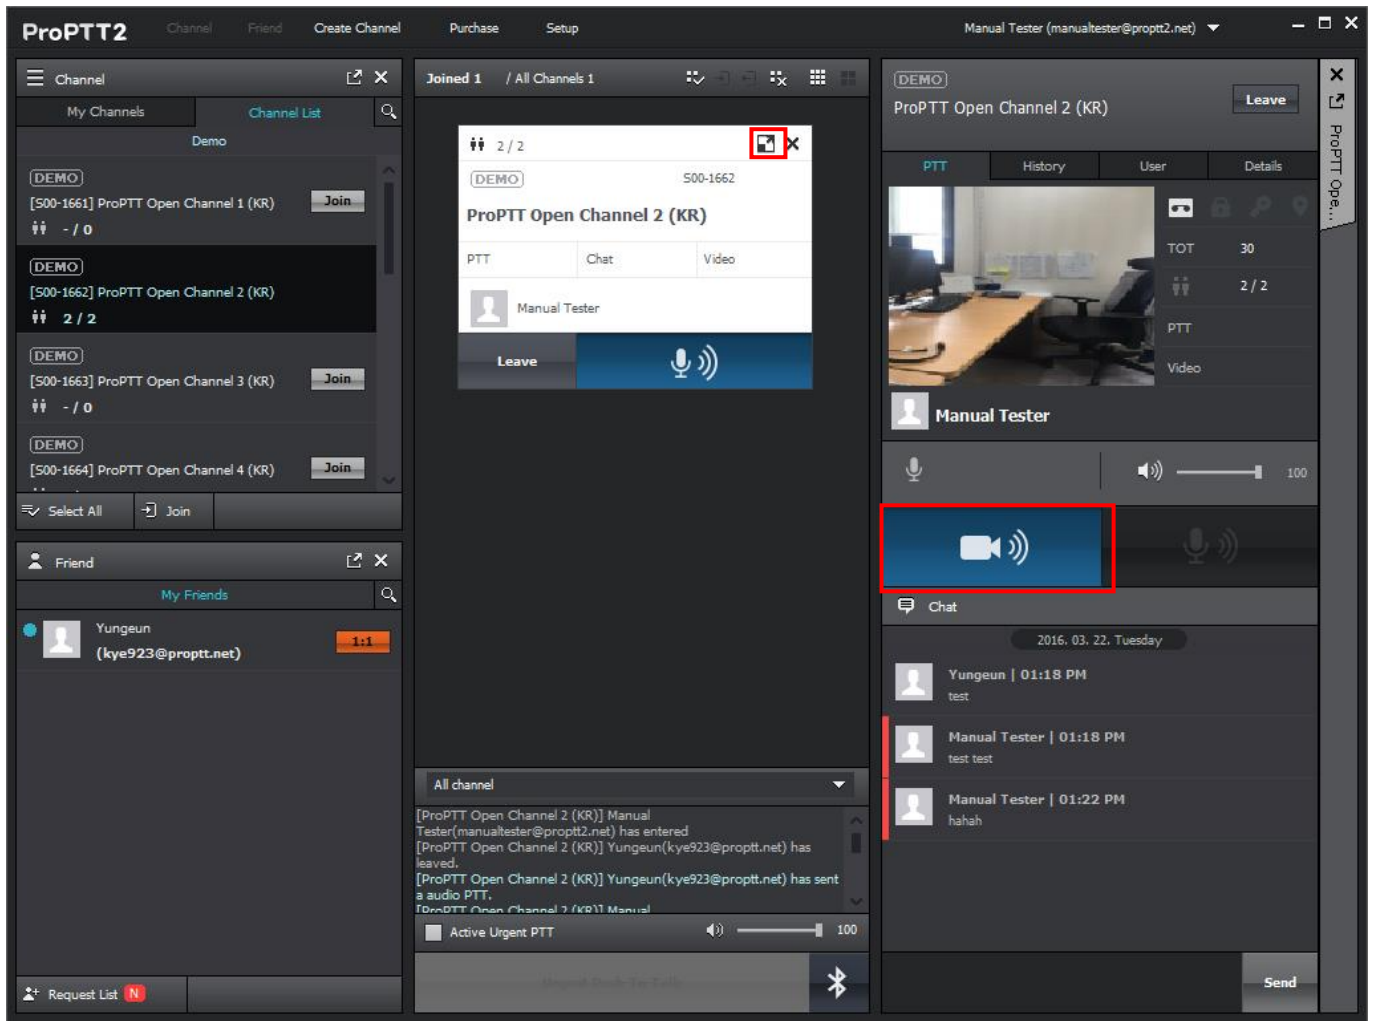 ProPTT2
Channel
Friend
Create Channel
Purchase
Setup
Manual Tester (manualtester@proptt2.net)
Channel
My Channels
Channel List
Demo
DEMO
[S00-1661] ProPTT Open Channel 1 (KR)
Join
- / 0
DEMO
[S00-1662] ProPTT Open Channel 2 (KR)
2 / 2
DEMO
[S00-1663] ProPTT Open Channel 3 (KR)
Join
- / 0
DEMO
[S00-1664] ProPTT Open Channel 4 (KR)
Join
Select All
Join
Friend
My Friends
Yungeun
(kye923@proptt.net)
1:1
Request List N
Joined 1 / All Channels 1
2 / 2
DEMO
S00-1662
ProPTT Open Channel 2 (KR)
PTT
Chat
Video
Manual Tester
Leave
All channel
[ProPTT Open Channel 2 (KR)] Manual
Tester(manualtester@proptt2.net) has entered
[ProPTT Open Channel 2 (KR)] Yungeun(kye923@proptt.net) has
leaved.
[ProPTT Open Channel 2 (KR)] Yungeun(kye923@proptt.net) has sent
a audio PTT.
[ProPTT Open Channel 2 (KR)] Manual
Active Urgent PTT
100
DEMO
ProPTT Open Channel 2 (KR)
Leave
PTT
History
User
Details
TOT 30
2 / 2
PTT
Video
Manual Tester
100
Chat
2016. 03. 22. Tuesday
Yungeun | 01:18 PM
test
Manual Tester | 01:18 PM
test test
Manual Tester | 01:22 PM
hahah
Send
ProPTT Ope...